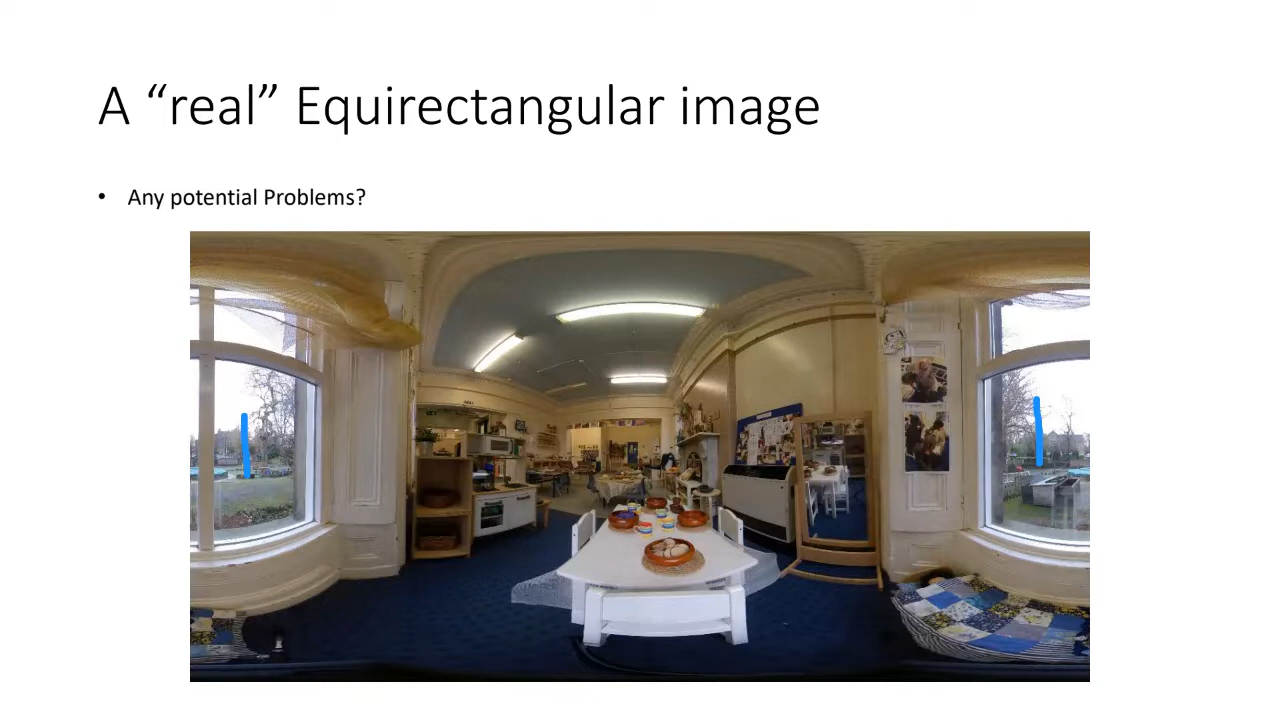 A “real” Equirectangular image
• Any potential Problems?